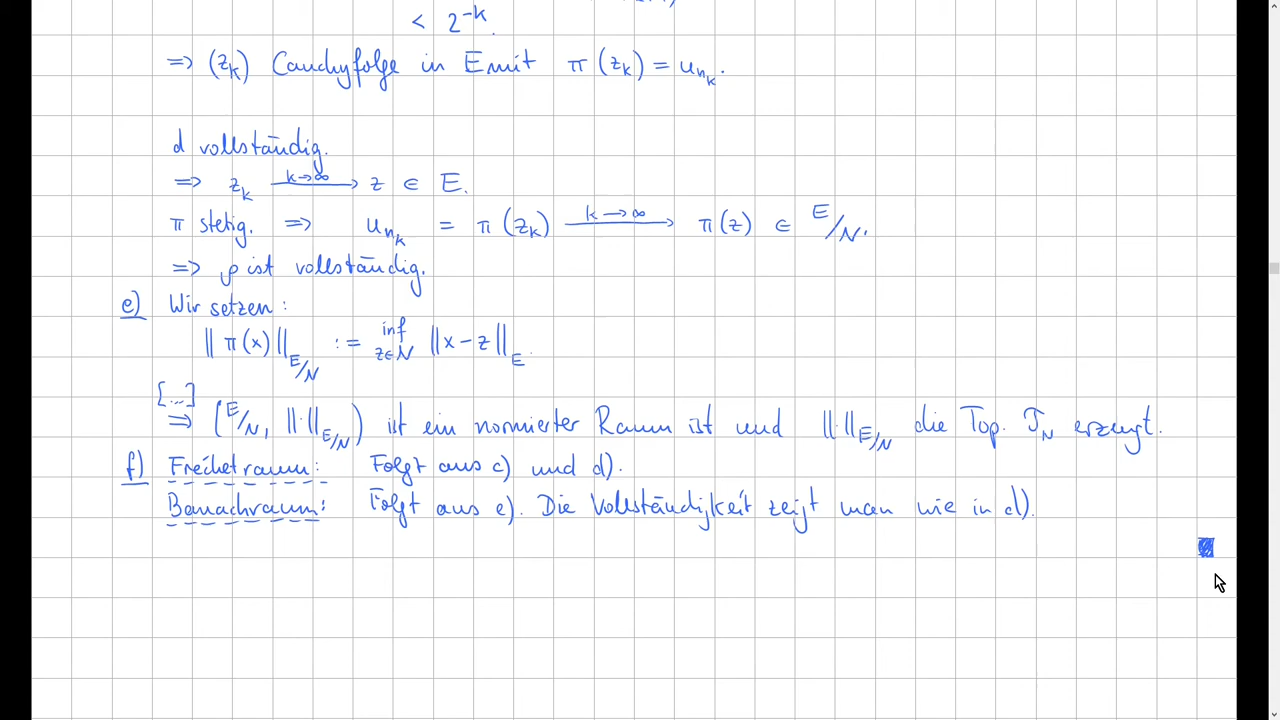 < 2^{-k}.
=> (z_k) Cauchyfolge in E mit π(z_k) = u_{n_k}.
d vollständig.
=> z_k \xrightarrow{k→∞} z ∈ E.
π stetig. => u_{n_k} = π(z_k) \xrightarrow{k→∞} π(z) ∈ E/N.
=> ρ ist vollständig.
e) Wir setzen:
‖π(x)‖_{E/N} := inf_{z∈N} ‖x-z‖_E.
[...]
=> (E/N, ‖·‖_{E/N}) ist ein normierter Raum ist und ‖·‖_{E/N} die Top. T_N erzeugt.
f) Fréchetraum: Folgt aus c) und d).
Banachraum: Folgt aus e). Die Vollständigkeit zeigt man wie in d).